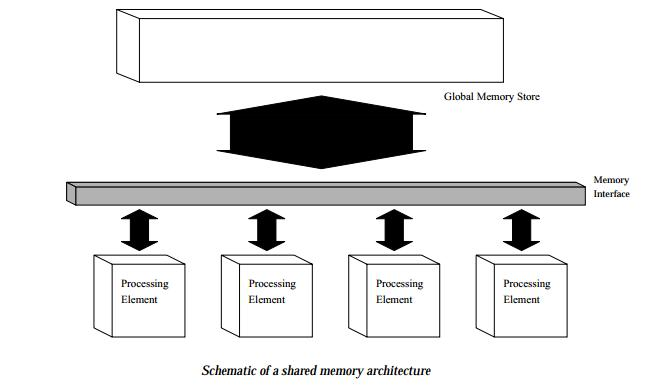 Global Memory Store
Memory
Interface
Processing
Element
Processing
Element
Processing
Element
Processing
Element
Schematic of a shared memory architecture